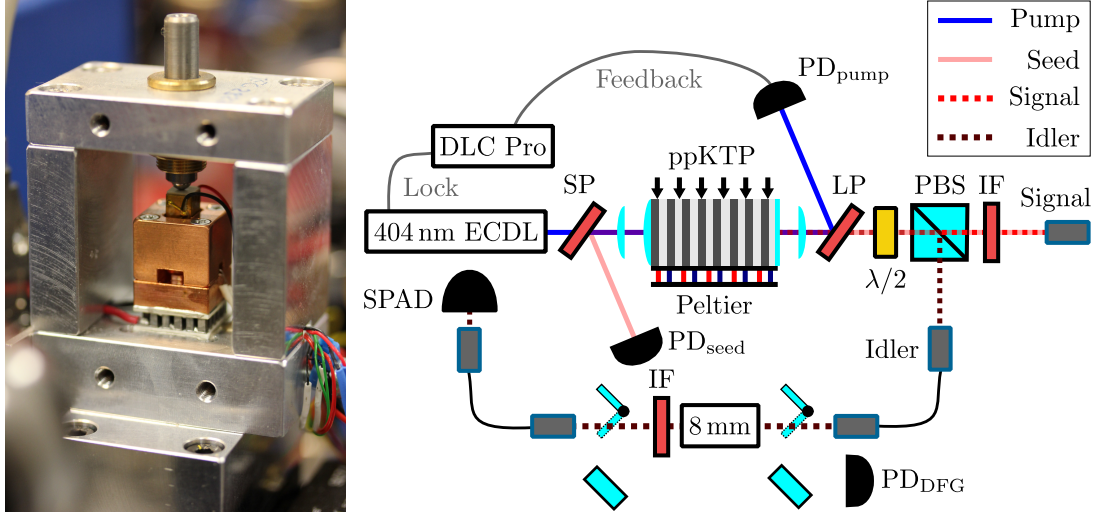 Pump
Seed
Signal
Idler
PD_pump
Feedback
DLC Pro
Lock
404 nm ECDL
SP
ppKTP
LP
PBS
IF
Signal
λ/2
Peltier
SPAD
PD_seed
Idler
IF
8 mm
PD_DFG